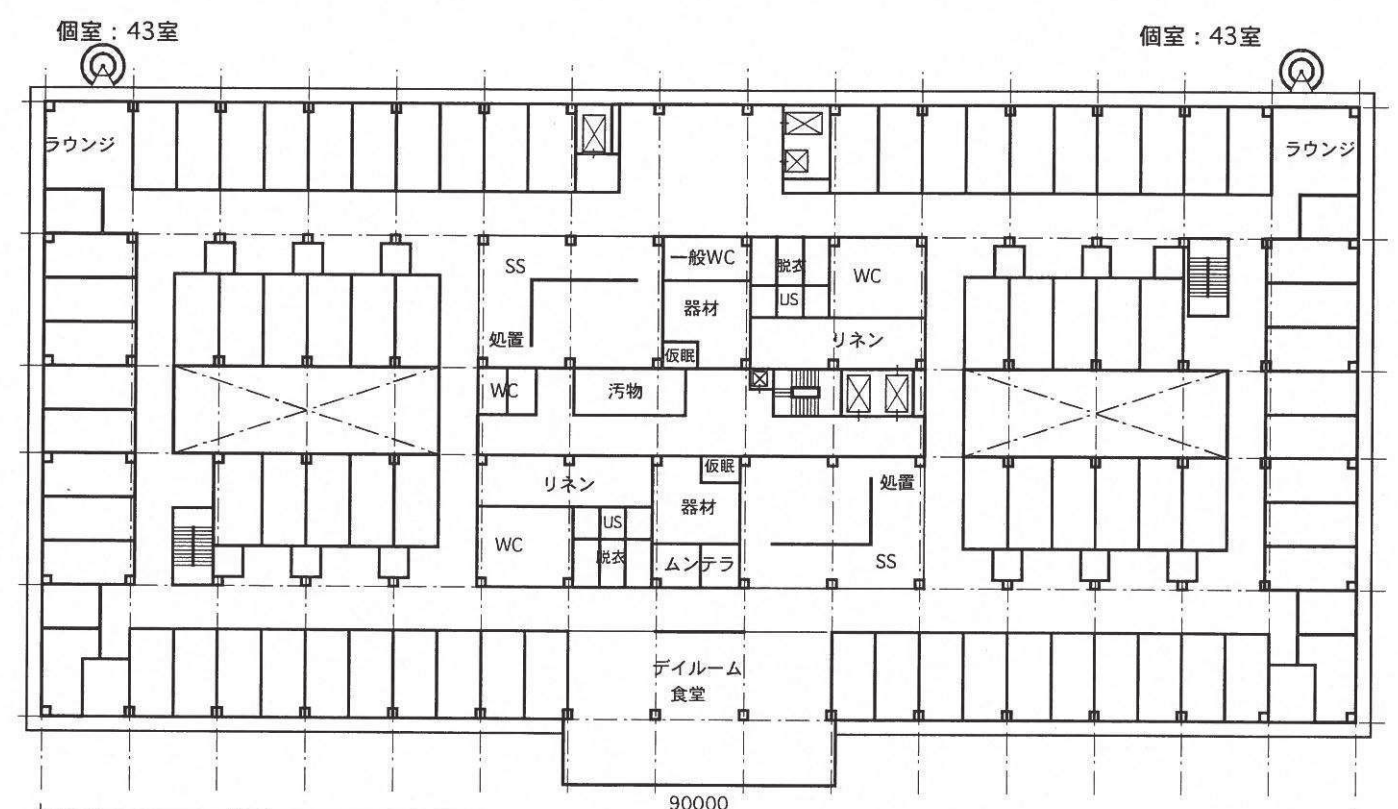 個室：43室
個室：43室
ラウンジ
ラウンジ
SS
一般WC
脱衣
WC
US
器材
処置
仮眠
リネン
WC
汚物
リネン
仮眠
処置
US
器材
WC
脱衣
ムンテラ
SS
デイルーム
食堂
90000